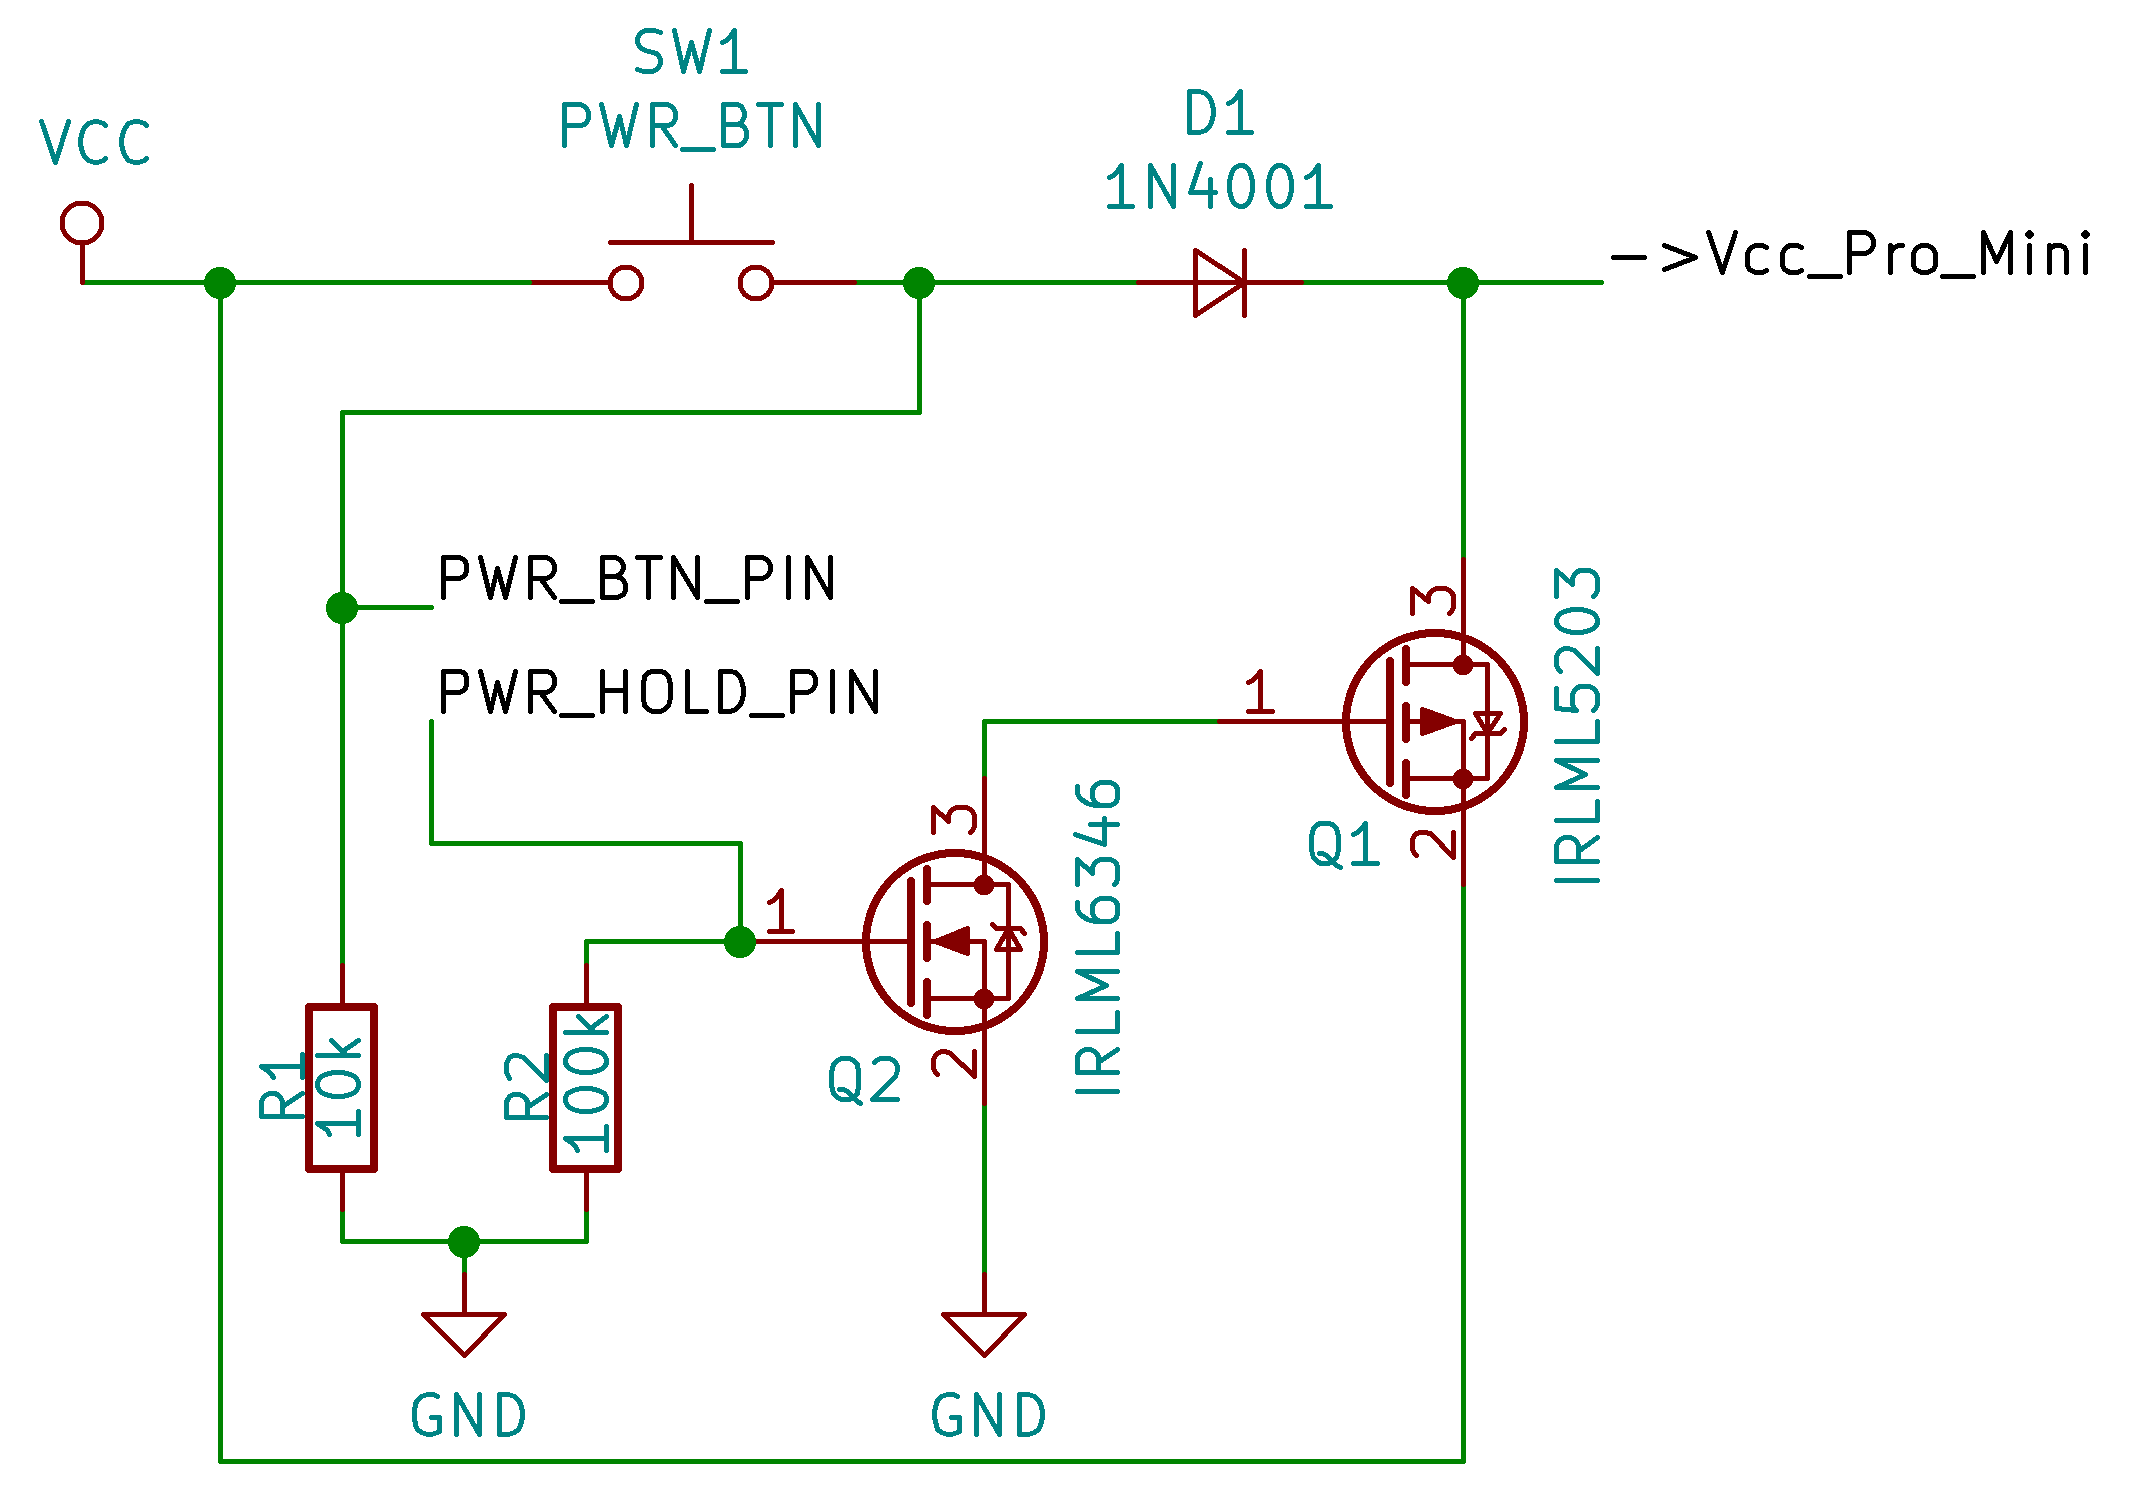 SW1
PWR_BTN
VCC
D1
1N4001
->Vcc_Pro_Mini
PWR_BTN_PIN
PWR_HOLD_PIN
3
1
2
Q1
IRLML5203
3
1
2
Q2
IRLML6346
R1
10k
R2
100k
GND
GND